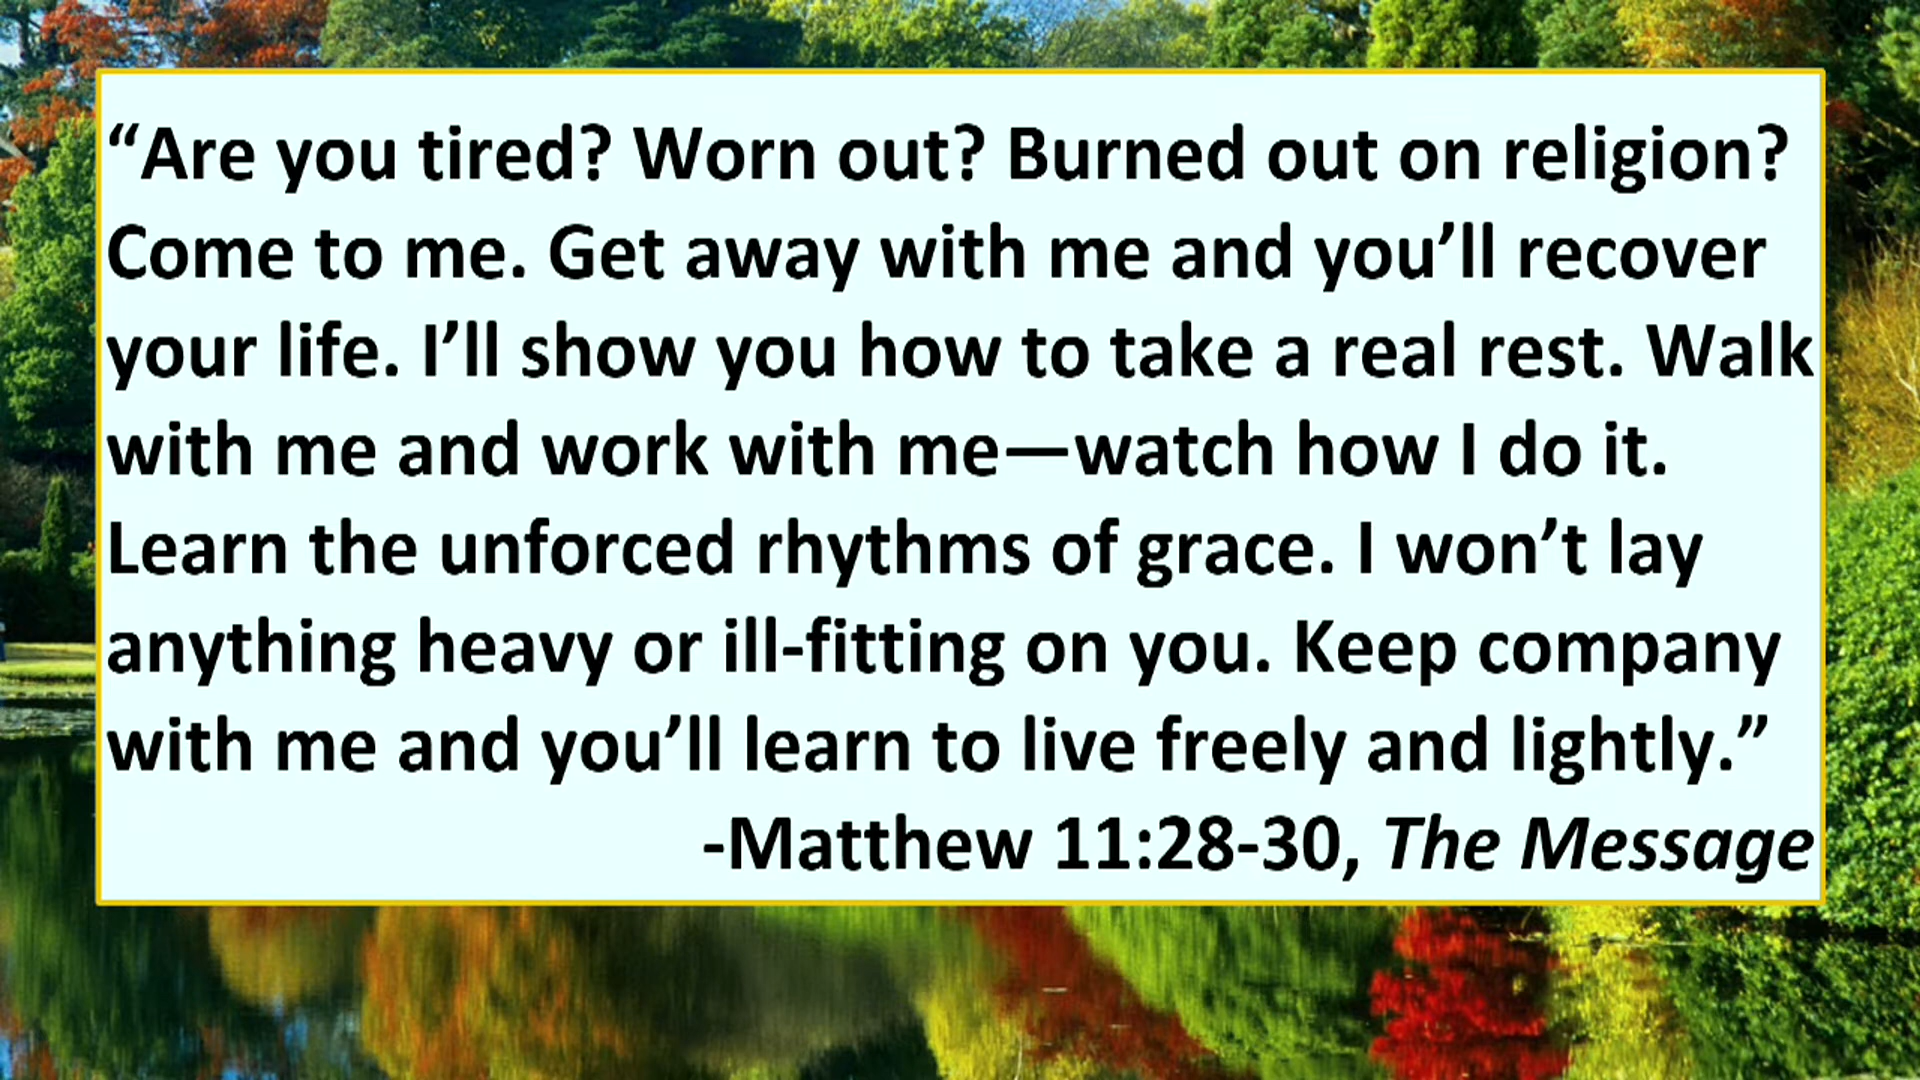 “Are you tired? Worn out? Burned out on religion?
Come to me. Get away with me and you’ll recover
your life. I’ll show you how to take a real rest. Walk
with me and work with me—watch how I do it.
Learn the unforced rhythms of grace. I won’t lay
anything heavy or ill-fitting on you. Keep company
with me and you’ll learn to live freely and lightly.”
-Matthew 11:28-30, The Message